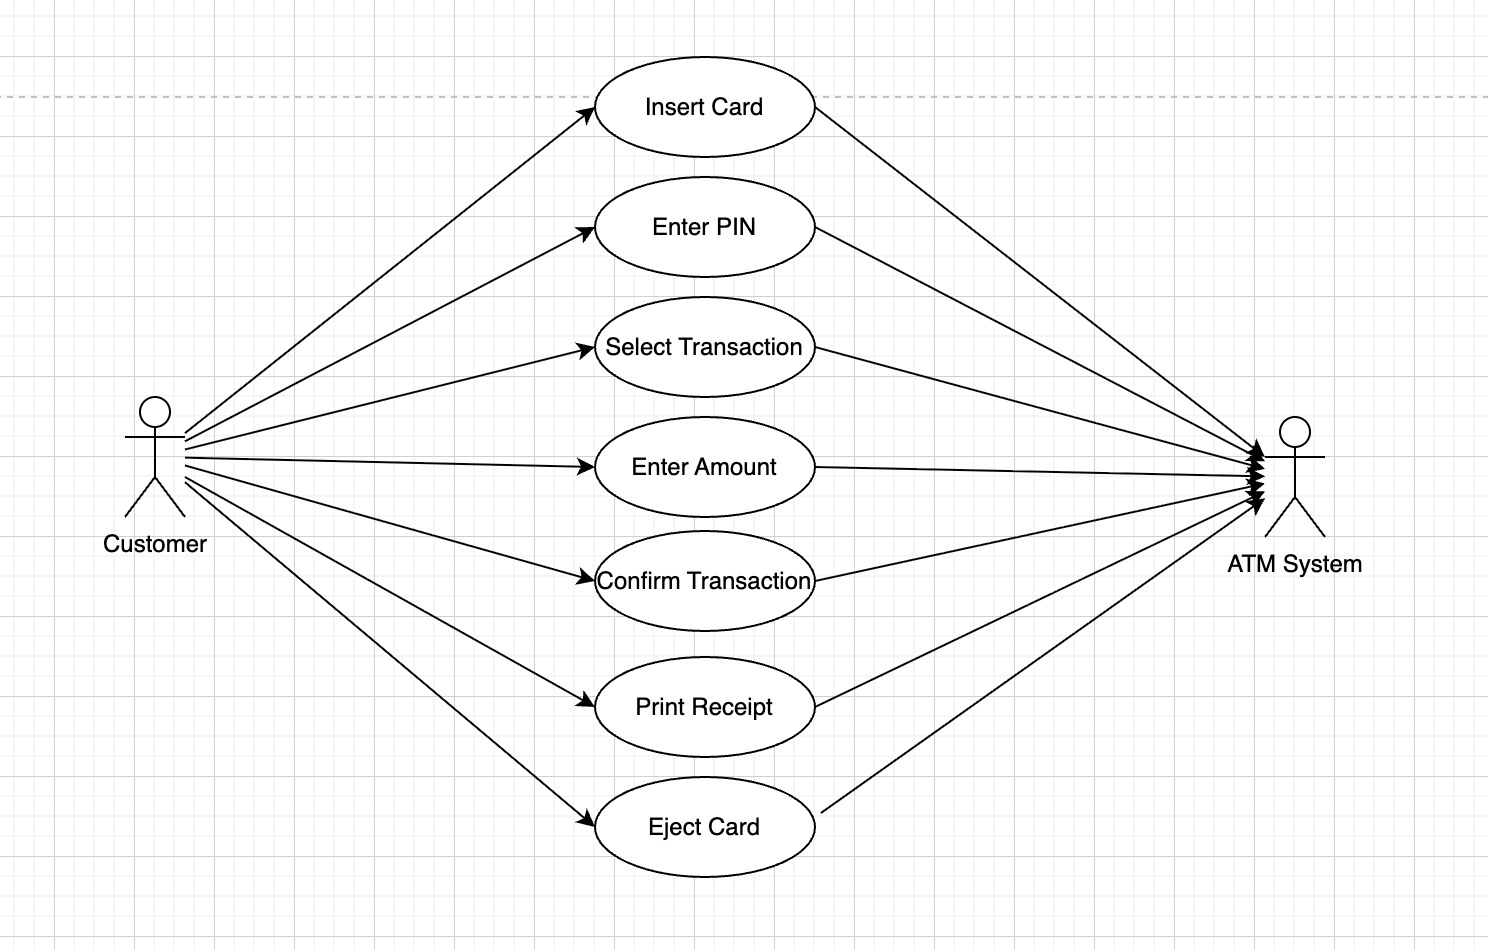 Insert Card
Enter PIN
Select Transaction
Enter Amount
Confirm Transaction
Print Receipt
Eject Card
Customer
ATM System